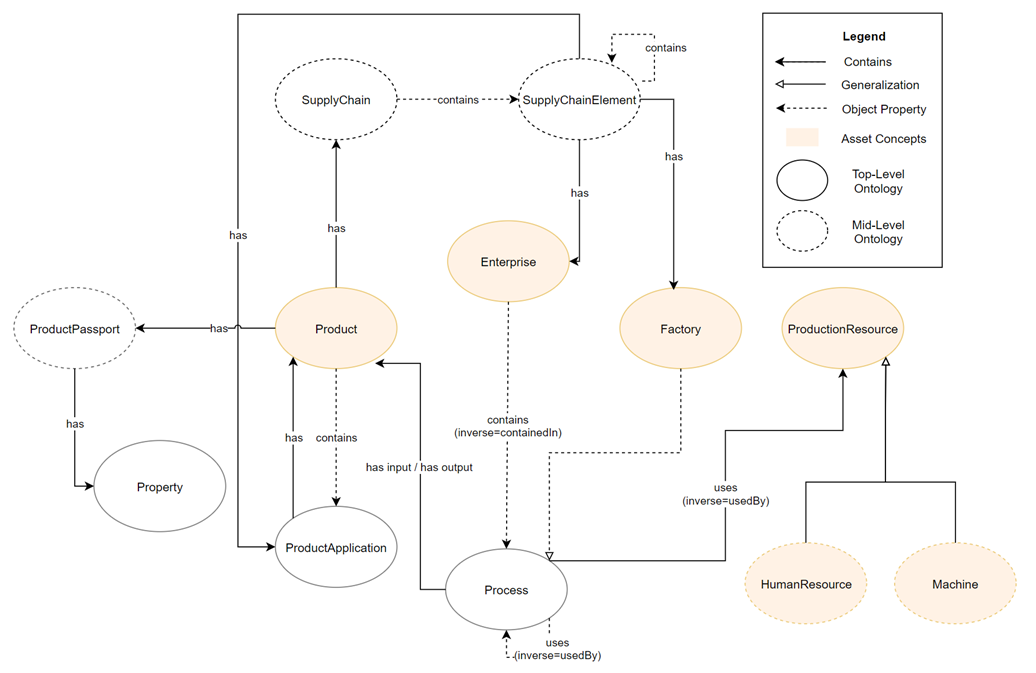 Legend
Contains
Generalization
Object Property
Asset Concepts
Top-Level
Ontology
Mid-Level
Ontology
contains
SupplyChain
contains
SupplyChainElement
has
has
has
has
Enterprise
ProductPassport
has
Product
Factory
ProductionResource
has
has
contains
contains
(inverse=containedIn)
has input / has output
Property
uses
(inverse=usedBy)
ProductApplication
Process
HumanResource
Machine
uses
(inverse=usedBy)